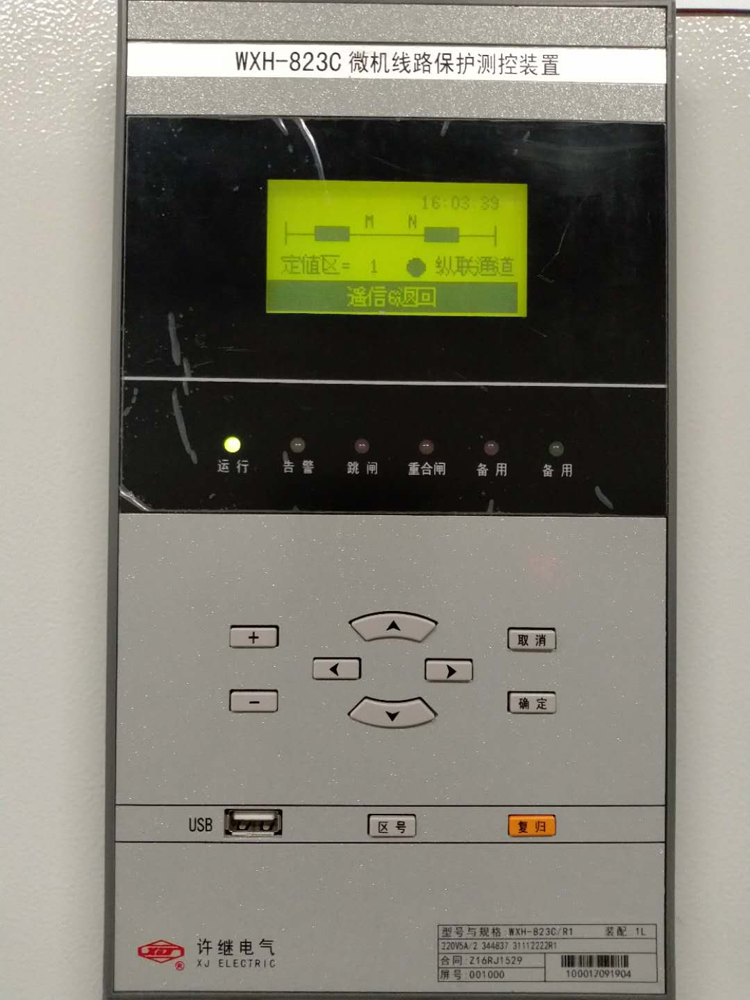 WXH-823C 微机线路保护测控装置
16:03:39
M N
定值区= 1 纵联通道
遥信6返回
运行 告警 跳闸 重合闸 备用 备用
+ 取消
- 确定
USB 区号 复归
许继电气
XJ ELECTRIC
型号与规格:WXH-823C/R1 装配 1L
220V5A/2 344837 31112222R1
合同:Z16RJ1529
屏号:001000
100017091904